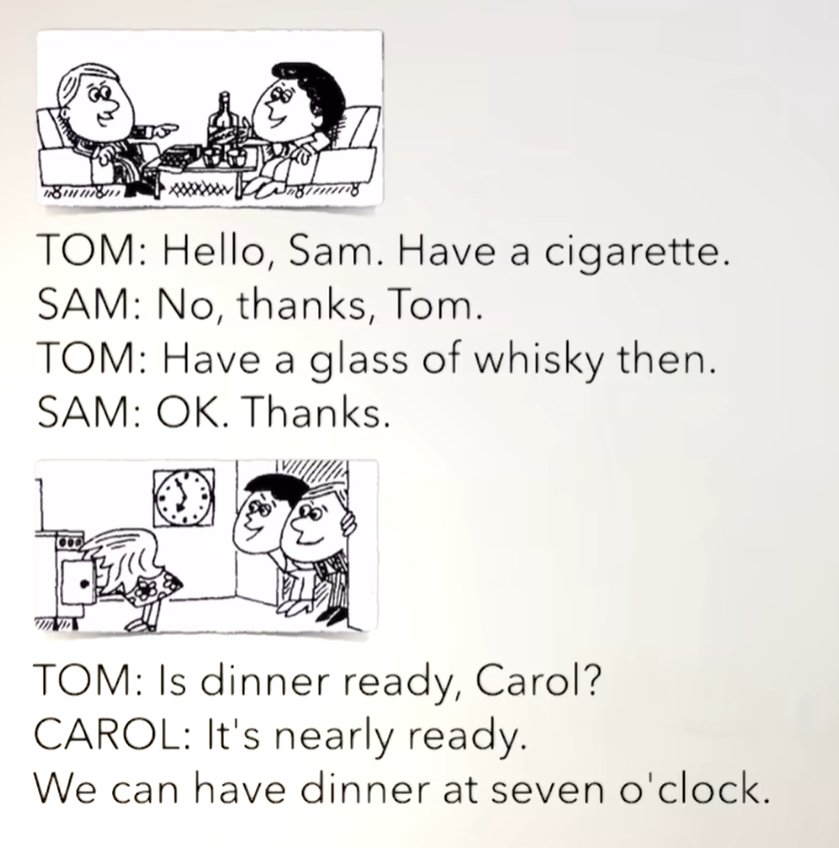 TOM: Hello, Sam. Have a cigarette.
SAM: No, thanks, Tom.
TOM: Have a glass of whisky then.
SAM: OK. Thanks.
TOM: Is dinner ready, Carol?
CAROL: It's nearly ready.
We can have dinner at seven o'clock.